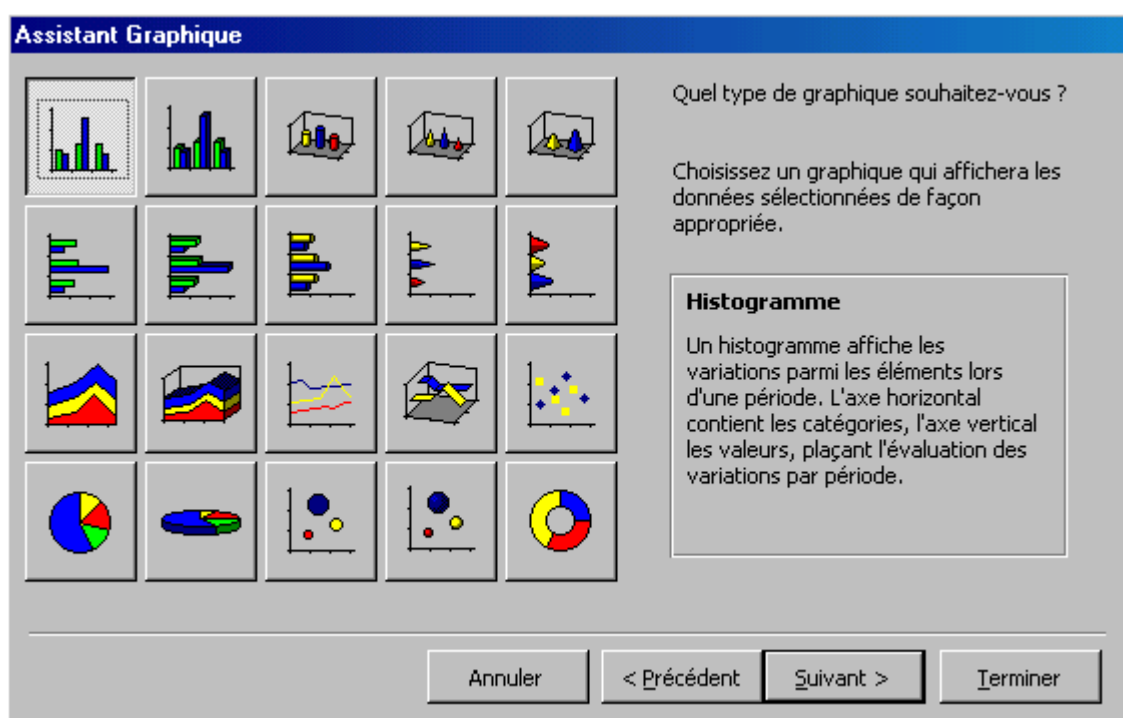 Assistant Graphique
Quel type de graphique souhaitez-vous ?
Choisissez un graphique qui affichera les
données sélectionnées de façon
appropriée.
Histogramme
Un histogramme affiche les
variations parmi les éléments lors
d'une période. L'axe horizontal
contient les catégories, l'axe vertical
les valeurs, plaçant l'évaluation des
variations par période.
Annuler
< Précédent
Suivant >
Terminer